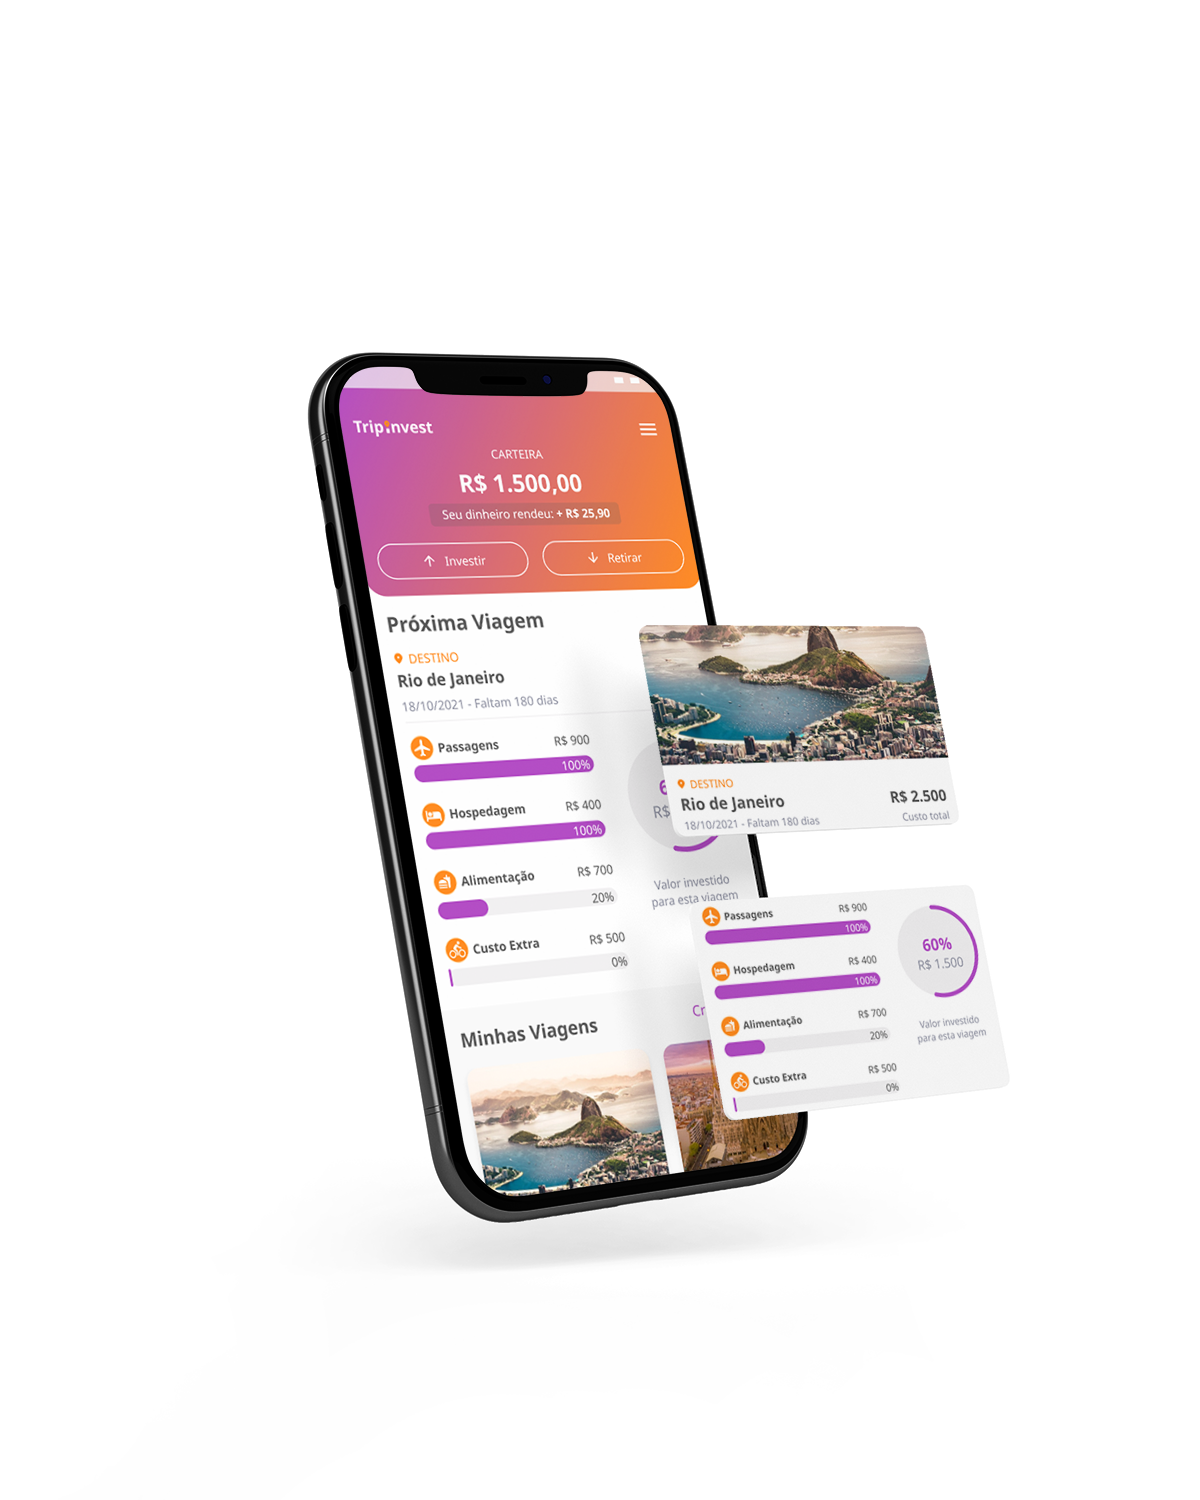 Tripinvest
CARTEIRA
R$ 1.500,00
Seu dinheiro rendeu: + R$ 25,90
Investir
Retirar
Próxima Viagem
DESTINO
Rio de Janeiro
18/10/2021 - Faltam 180 dias
Passagens R$ 900
100%
Hospedagem R$ 400
100%
Alimentação R$ 700
20%
Custo Extra R$ 500
0%
R$
Valor investido
para esta viagem
Minhas Viagens
DESTINO
Rio de Janeiro R$ 2.500
18/10/2021 - Faltam 180 dias Custo total
Passagens R$ 900
100%
Hospedagem R$ 400
100%
Alimentação R$ 700
20%
Custo Extra R$ 500
0%
60%
R$ 1.500
Valor investido
para esta viagem